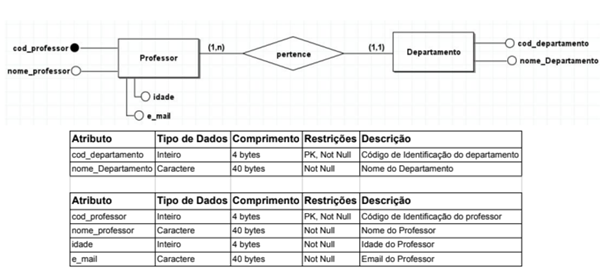 cod_professor
nome_professor
Professor
idade
e_mail
(1,n)
pertence
(1,1)
Departamento
cod_departamento
nome_Departamento
Atributo Tipo de Dados Comprimento Restrições Descrição
cod_departamento Inteiro 4 bytes PK, Not Null Código de Identificação do departamento
nome_Departamento Caractere 40 bytes Not Null Nome do Departamento
Atributo Tipo de Dados Comprimento Restrições Descrição
cod_professor Inteiro 4 bytes PK, Not Null Código de Identificação do professor
nome_professor Caractere 40 bytes Not Null Nome do Professor
idade Inteiro 4 bytes Not Null Idade do Professor
e_mail Caractere 40 bytes Not Null Email do Professor